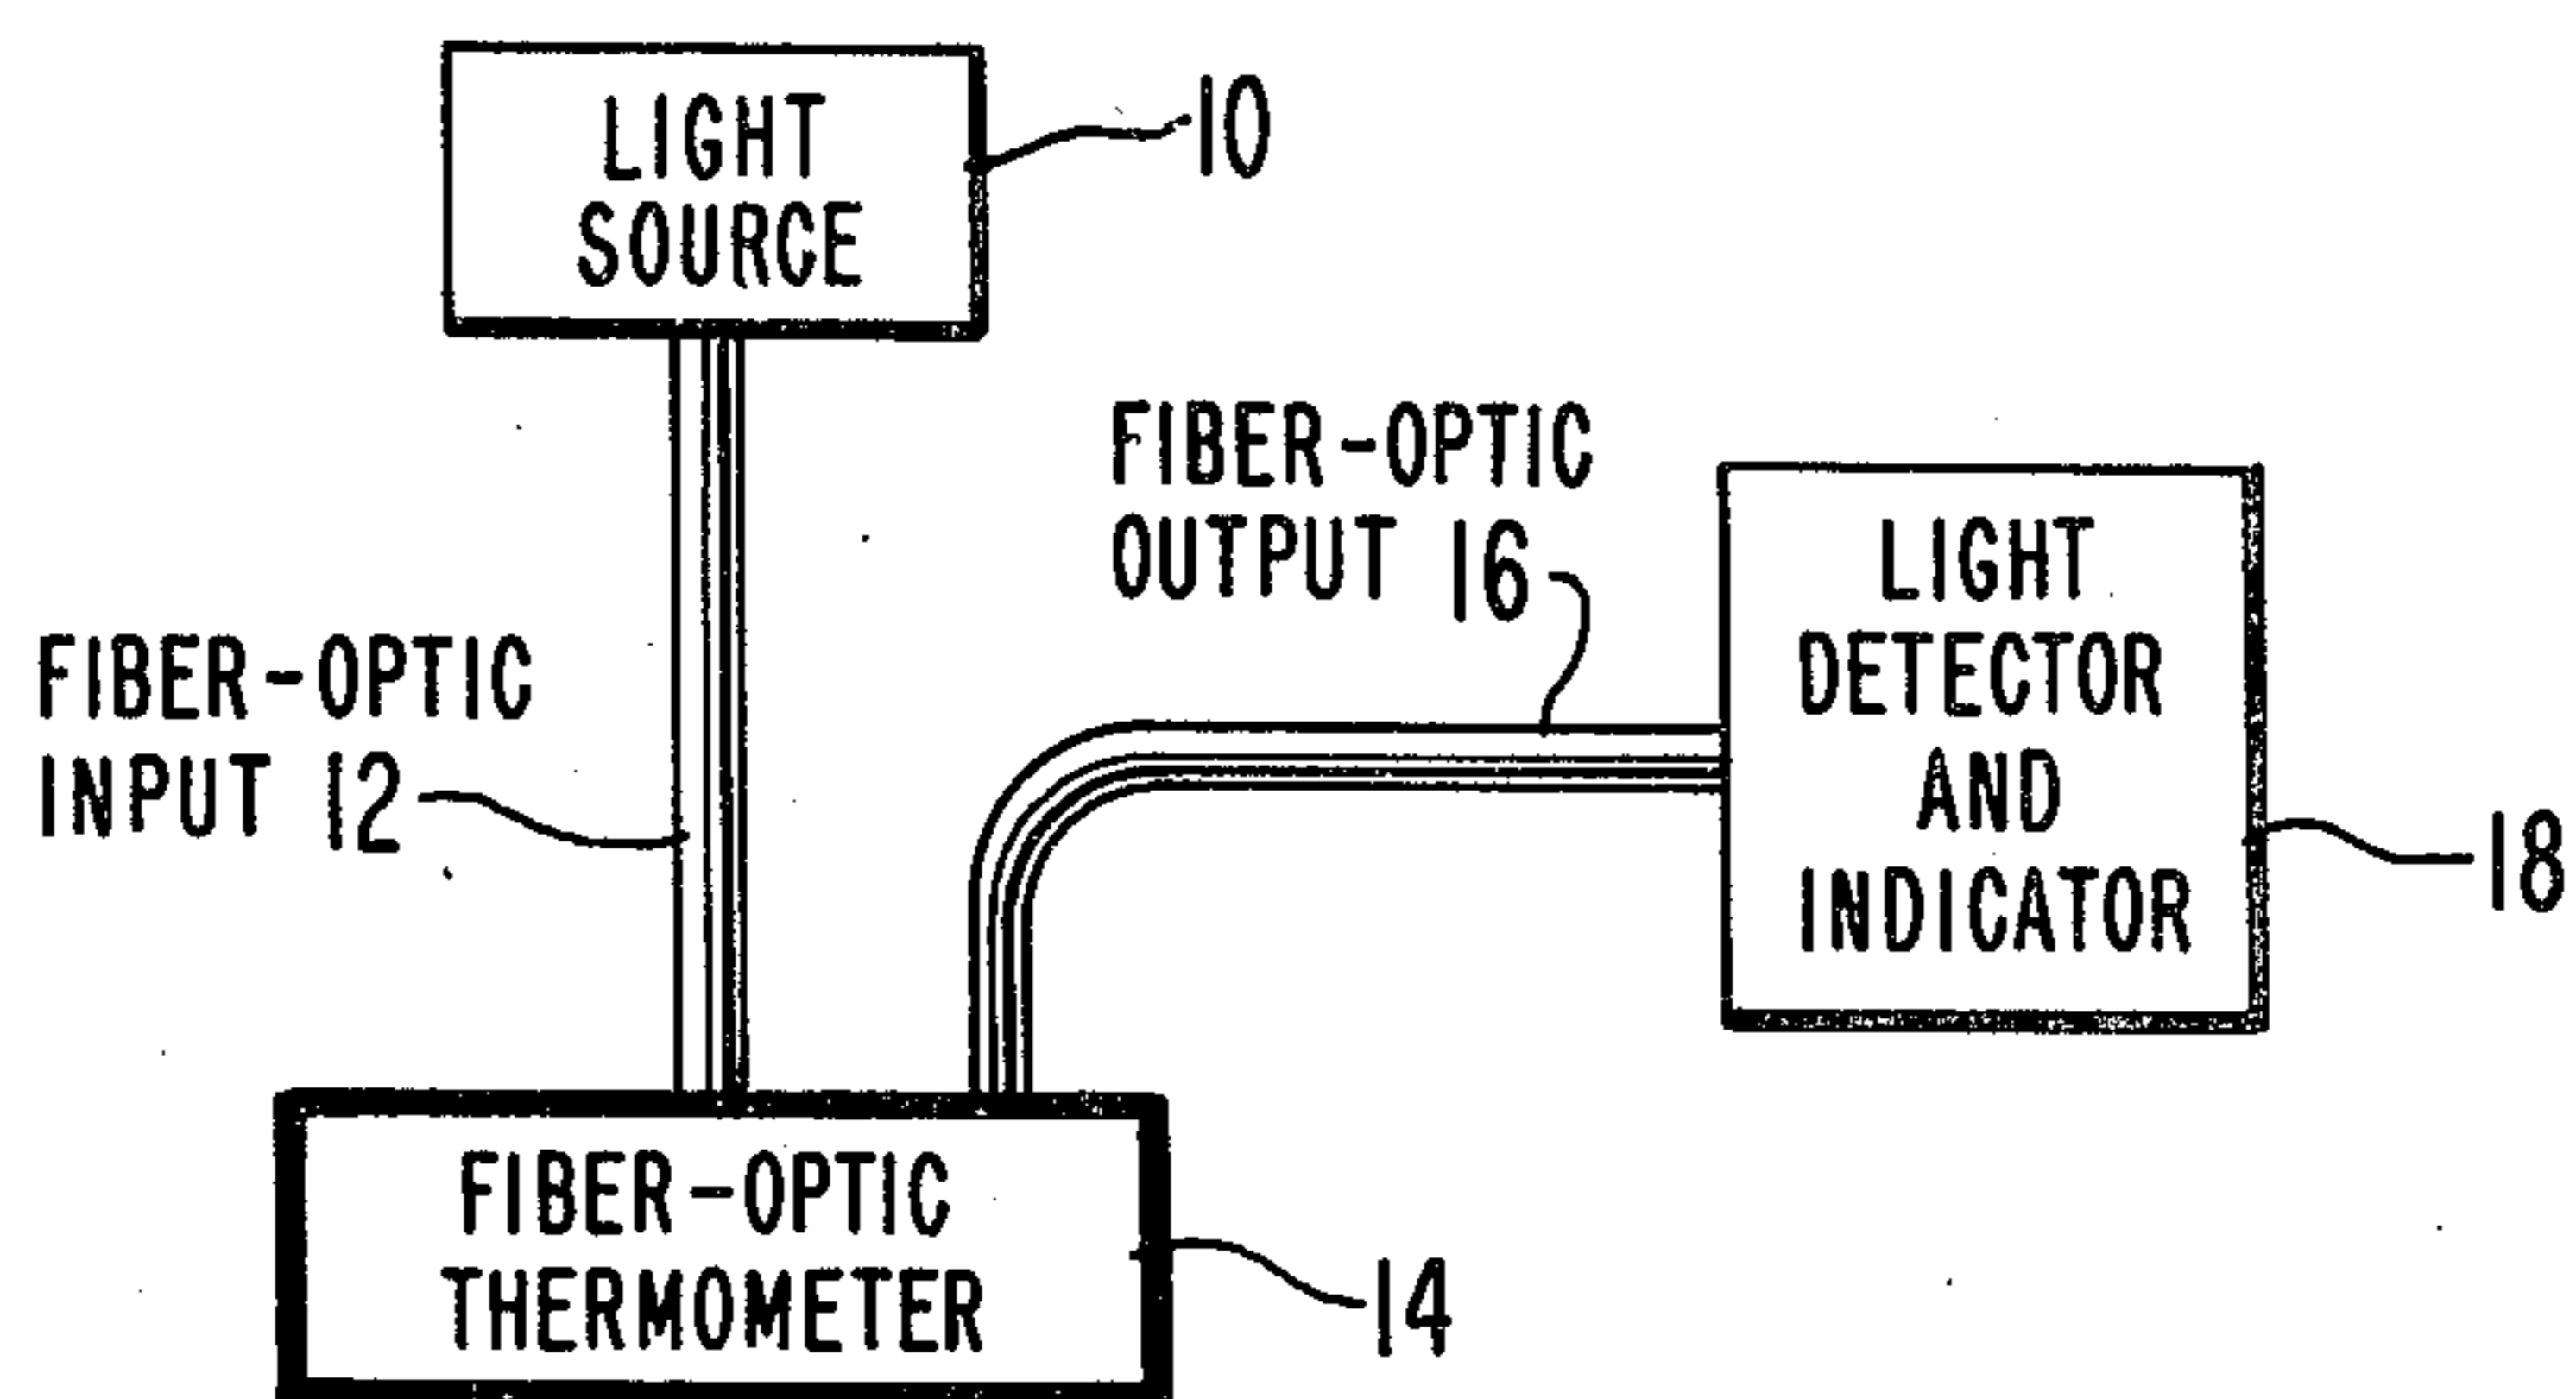 LIGHT
SOURCE
10
FIBER-OPTIC
OUTPUT 16
LIGHT
DETECTOR
AND
INDICATOR
18
FIBER-OPTIC
INPUT 12
FIBER-OPTIC
THERMOMETER
14